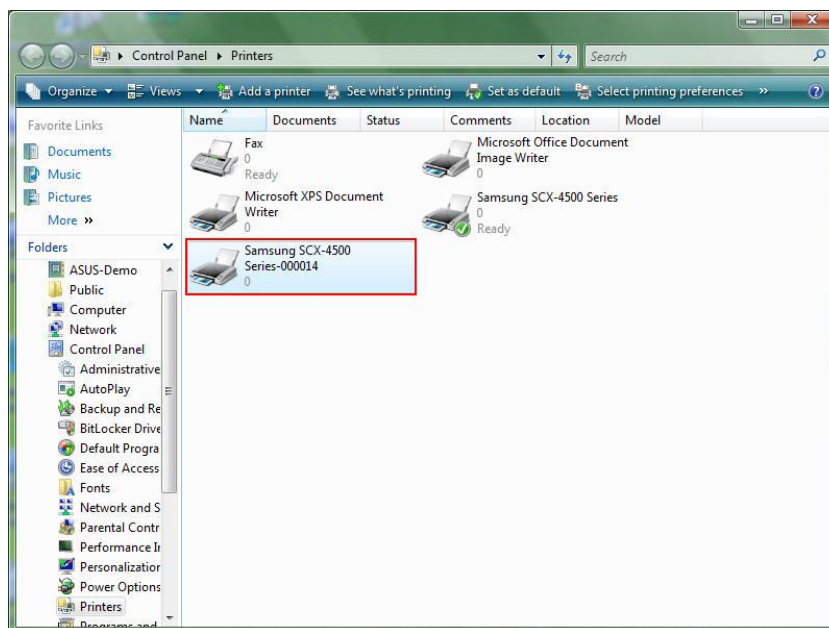 Control Panel ▸ Printers
Search
Organize Views Add a printer See what's printing Set as default Select printing preferences »
Favorite Links
Documents
Music
Pictures
More »
Folders
ASUS-Demo
Public
Computer
Network
Control Panel
Administrative
AutoPlay
Backup and Re
BitLocker Drive
Default Progra
Ease of Access
Fonts
Network and S
Parental Contr
Performance Ir
Personalization
Power Options
Printers
Programs and
Name Documents Status Comments Location Model
Fax
0
Ready
Microsoft Office Document
Image Writer
0
Microsoft XPS Document
Writer
0
Samsung SCX-4500 Series
0
Ready
Samsung SCX-4500
Series-000014
0